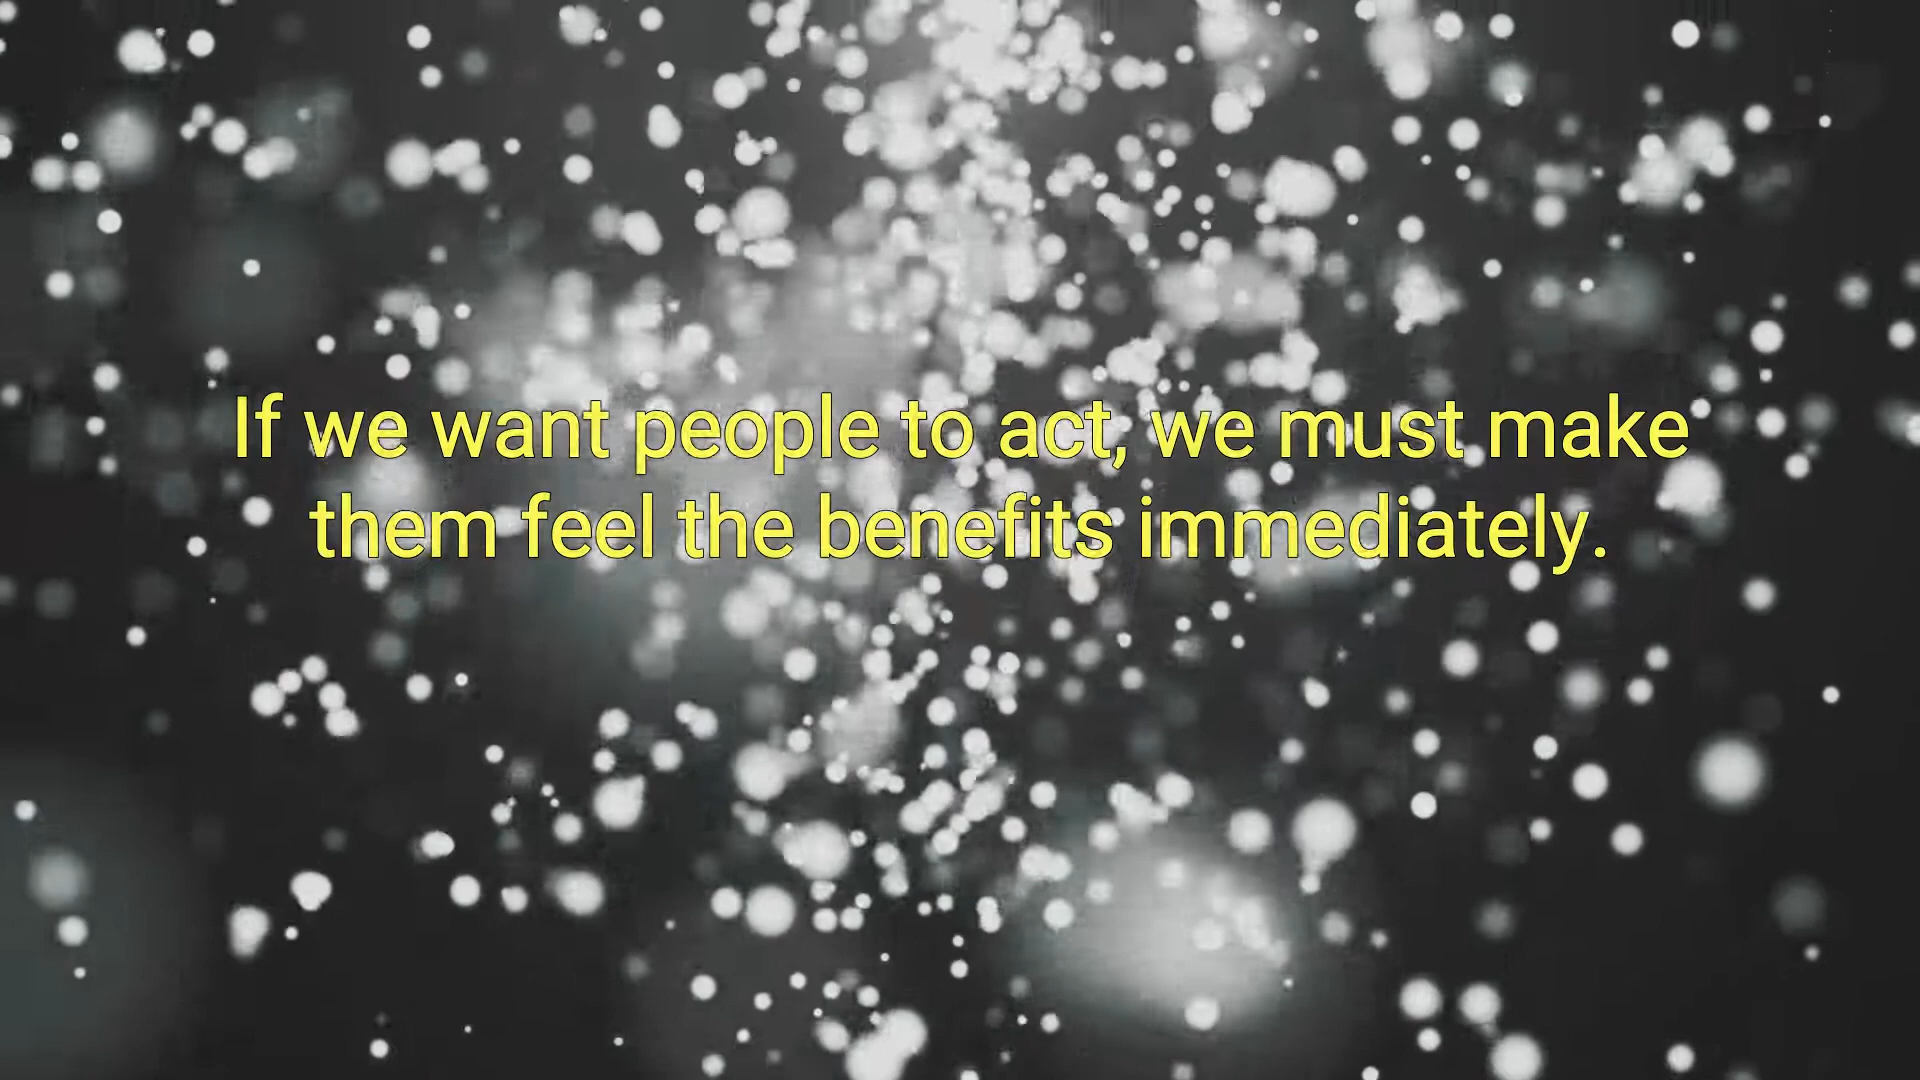 If we want people to act, we must make
them feel the benefits immediately.